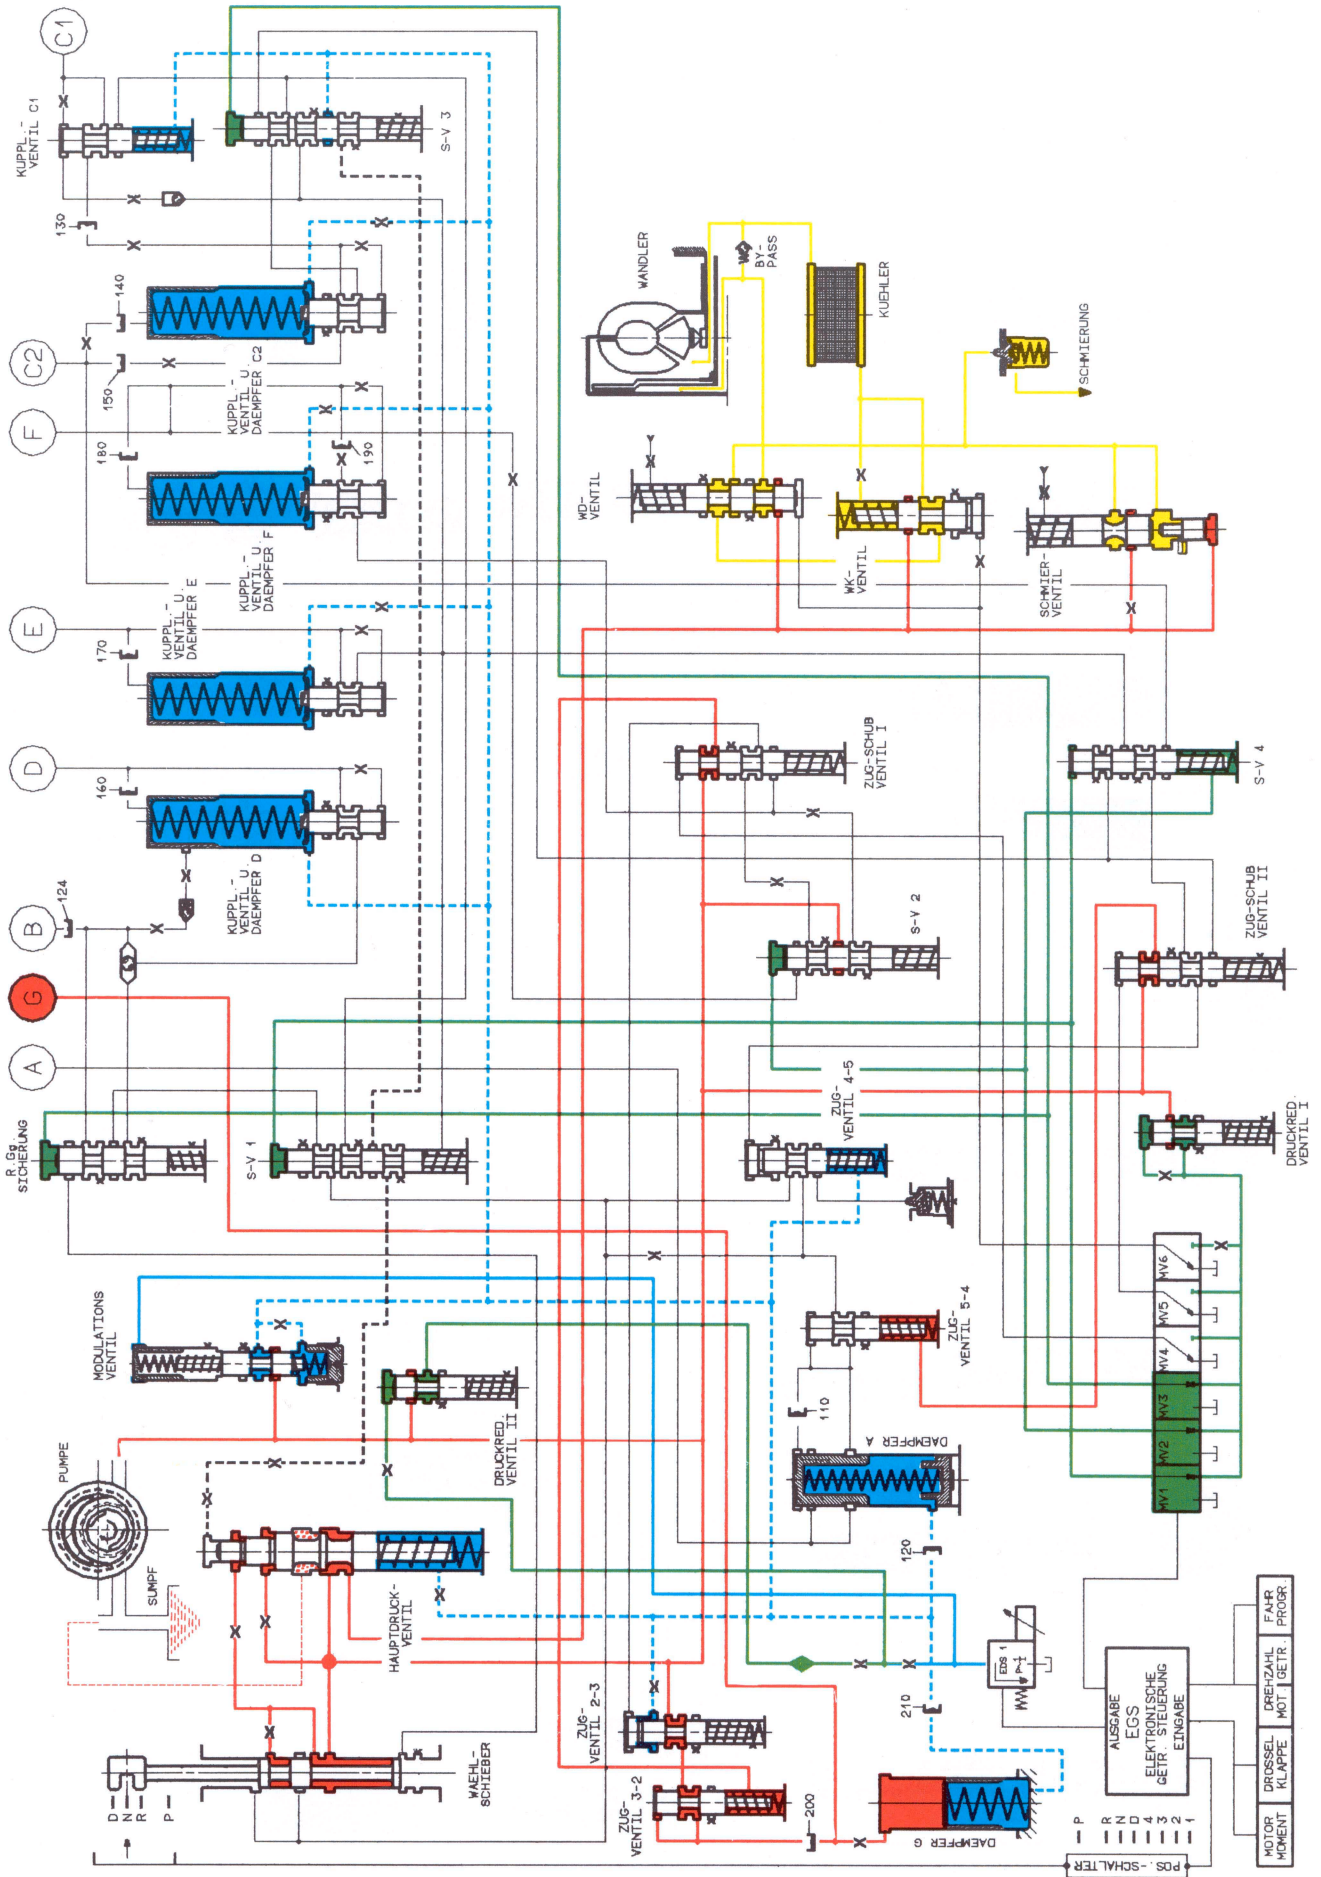 C1
KUPPL.-
VENTIL C1
S-V 3
130
140
C2
150
KUPPL.-
VENTIL U.
DAEMPFER C2
F
180
190
KUPPL.-
VENTIL U.
DAEMPFER F
E
170
KUPPL.-
VENTIL U.
DAEMPFER E
D
160
KUPPL.-
VENTIL U.
DAEMPFER D
B
124
G
A
R.G.-
SICHERUNG
S-V 1
MODULATIONS
VENTIL
PUMPE
SUMPF
DRUCKRED.
VENTIL II
HAUPTDRUCK-
VENTIL
WAEHL-
SCHIEBER
D
N
R
P
WANDLER
BY-
PASS
KUEHLER
SCHMIERUNG
WD-
VENTIL
WK-
VENTIL
SCHMIER-
VENTIL
ZUG-SCHUB
VENTIL I
S-V 4
S-V 2
ZUG-SCHUB
VENTIL II
ZUG-
VENTIL 4-5
DRUCKRED.
VENTIL I
ZUG-
VENTIL 5-4
110
DAEMPFER A
120
MV6
MV5
MV4
MV3
MV2
MV1
ZUG-
VENTIL 2-3
ZUG-
VENTIL 3-2
200
210
DAEMPFER G
EDS 1
P-I
AUSGABE
EGS
ELEKTRONISCHE
GETR. STEUERUNG
EINGABE
P
R
N
D
4
3
2
1
POS.-SCHALTER
MOTOR
MOMENT
DROSSEL
KLAPPE
DREHZAHL
MOT. GETR.
FAHR
PROGR.